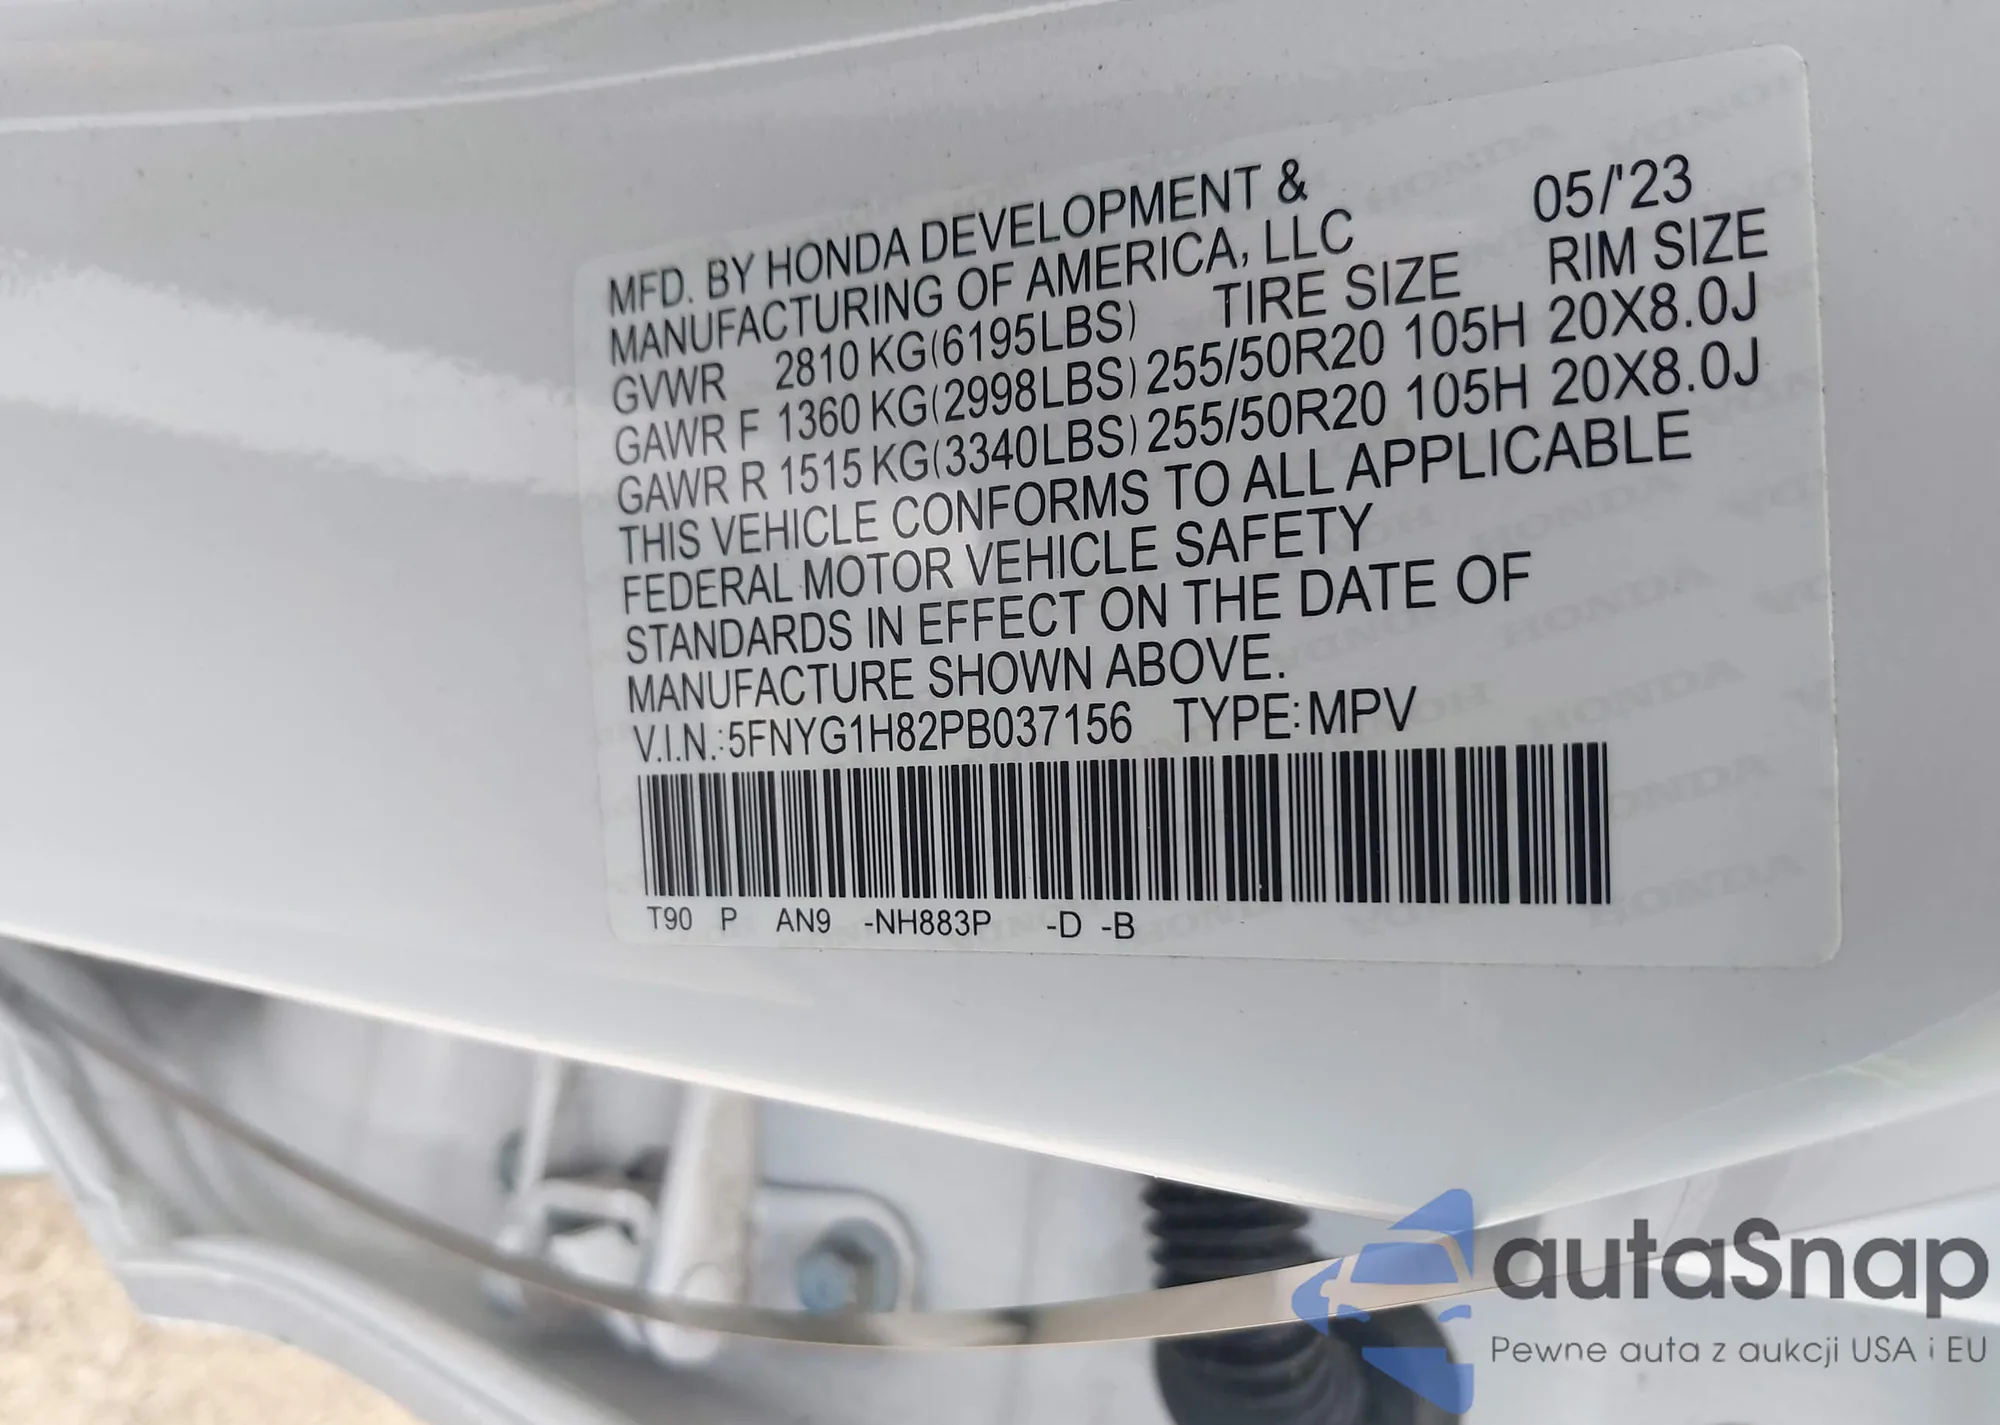 MFD. BY HONDA DEVELOPMENT &
MANUFACTURING OF AMERICA, LLC 05/'23
GVWR 2810 KG(6195LBS) TIRE SIZE RIM SIZE
GAWR F 1360 KG(2998LBS) 255/50R20 105H 20X8.0J
GAWR R 1515 KG(3340LBS) 255/50R20 105H 20X8.0J
THIS VEHICLE CONFORMS TO ALL APPLICABLE
FEDERAL MOTOR VEHICLE SAFETY
STANDARDS IN EFFECT ON THE DATE OF
MANUFACTURE SHOWN ABOVE.
V.I.N.:5FNYG1H82PB037156 TYPE:MPV
T90 P AN9 -NH883P -D -B
autaSnap
Pewne auta z aukcji USA i EU